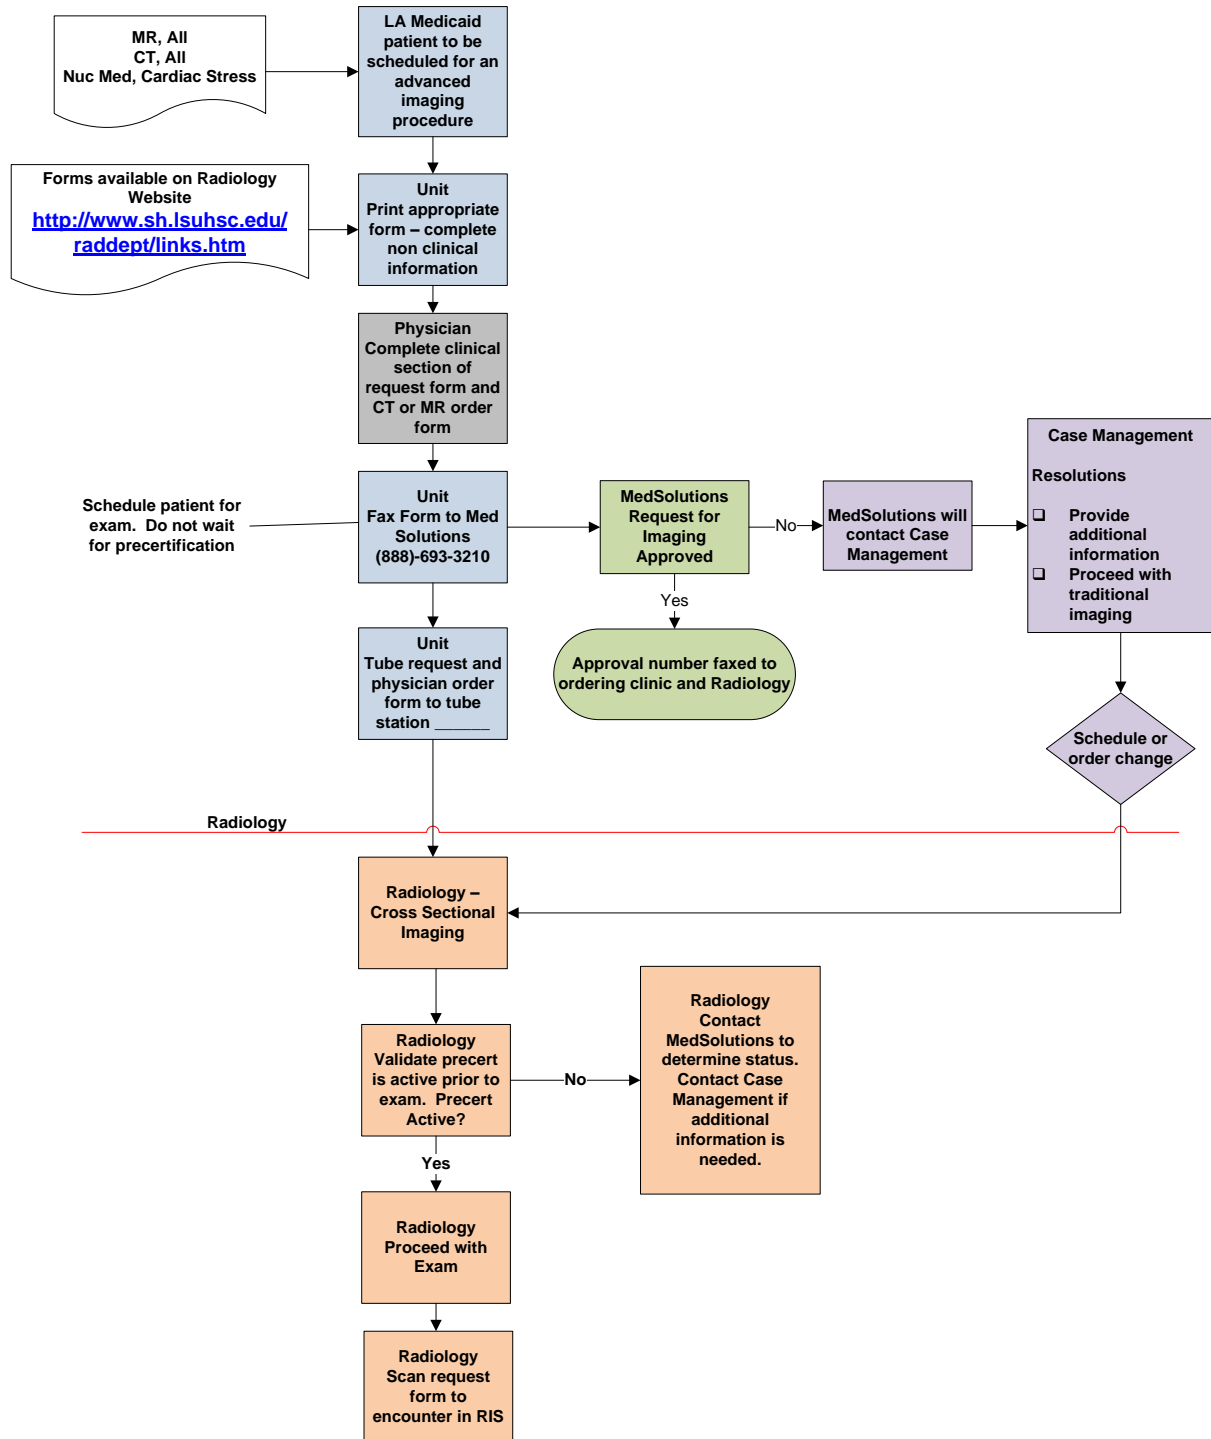 MR, All
CT, All
Nuc Med, Cardiac Stress
LA Medicaid
patient to be
scheduled for an
advanced
imaging
procedure
Forms available on Radiology
Website
http://www.sh.lsuhsc.edu/
raddept/links.htm
Unit
Print appropriate
form – complete
non clinical
information
Physician
Complete clinical
section of
request form and
CT or MR order
form
Schedule patient for
exam.  Do not wait
for precertification
Unit
Fax Form to Med
Solutions
(888)-693-3210
MedSolutions
Request for
Imaging
Approved
No
MedSolutions will
contact Case
Management
Case Management
Resolutions
❑ Provide
additional
information
❑ Proceed with
traditional
imaging
Yes
Approval number faxed to
ordering clinic and Radiology
Unit
Tube request and
physician order
form to tube
station ______
Schedule or
order change
Radiology
Radiology –
Cross Sectional
Imaging
Radiology
Validate precert
is active prior to
exam.  Precert
Active?
No
Radiology
Contact
MedSolutions to
determine status.
Contact Case
Management if
additional
information is
needed.
Yes
Radiology
Proceed with
Exam
Radiology
Scan request
form to
encounter in RIS